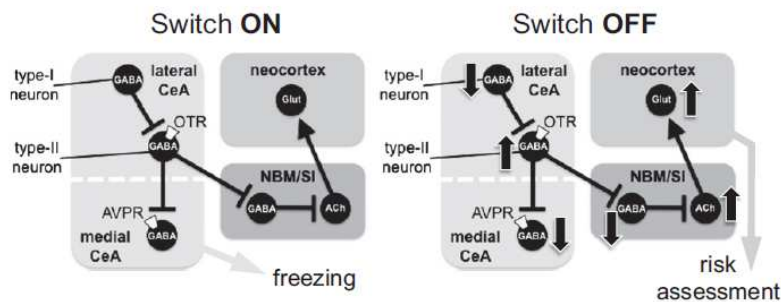 Switch ON
type-I
neuron
GABA
lateral
CeA
neocortex
Glut
OTR
type-II
neuron
GABA
NBM/SI
GABA
ACh
AVPR
GABA
medial
CeA
freezing
Switch OFF
type-I
neuron
GABA
lateral
CeA
neocortex
Glut
OTR
type-II
neuron
GABA
NBM/SI
GABA
ACh
AVPR
GABA
medial
CeA
risk
assessment